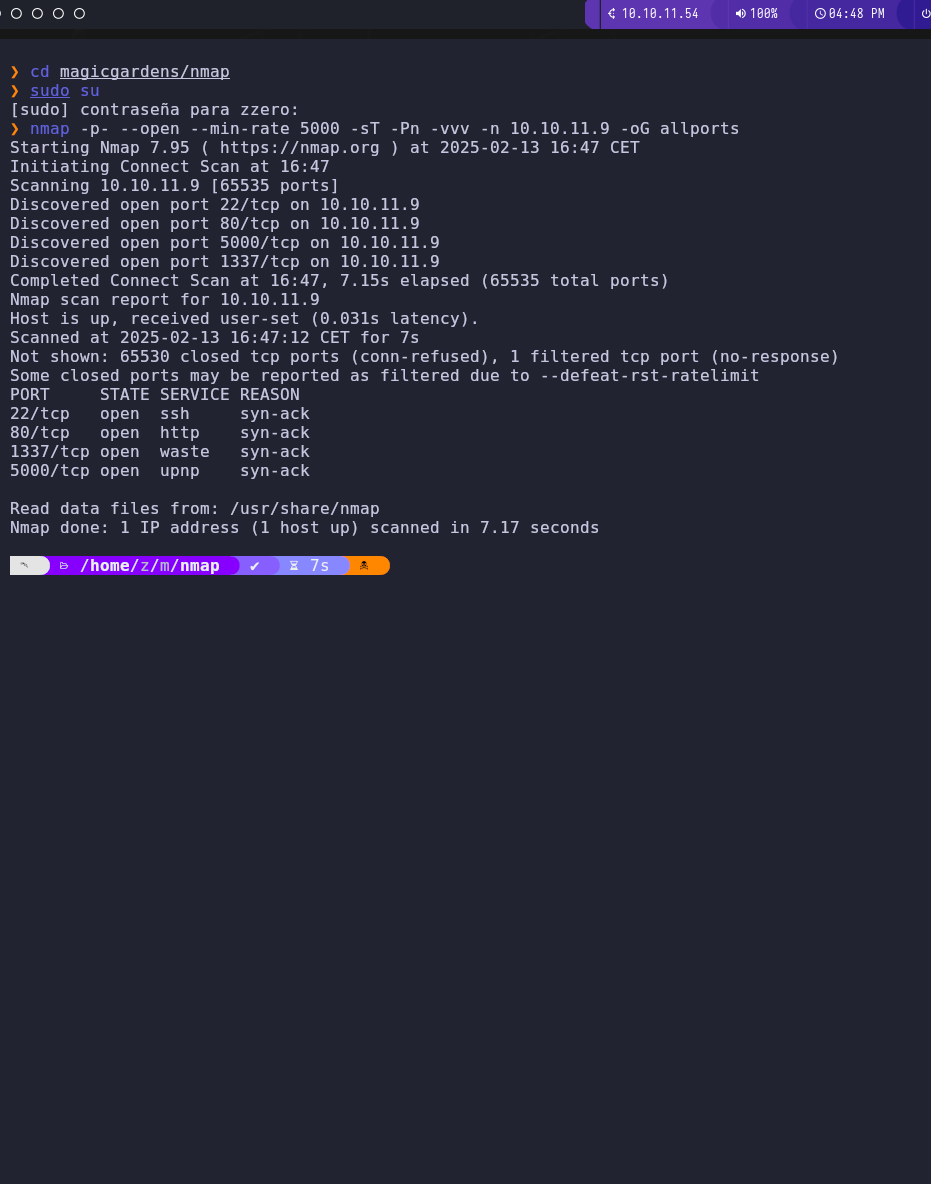 10.10.11.54 100% 04:48 PM
❯ cd magicgardens/nmap
❯ sudo su
[sudo] contraseña para zzero:
❯ nmap -p- --open --min-rate 5000 -sT -Pn -vvv -n 10.10.11.9 -oG allports
Starting Nmap 7.95 ( https://nmap.org ) at 2025-02-13 16:47 CET
Initiating Connect Scan at 16:47
Scanning 10.10.11.9 [65535 ports]
Discovered open port 22/tcp on 10.10.11.9
Discovered open port 80/tcp on 10.10.11.9
Discovered open port 5000/tcp on 10.10.11.9
Discovered open port 1337/tcp on 10.10.11.9
Completed Connect Scan at 16:47, 7.15s elapsed (65535 total ports)
Nmap scan report for 10.10.11.9
Host is up, received user-set (0.031s latency).
Scanned at 2025-02-13 16:47:12 CET for 7s
Not shown: 65530 closed tcp ports (conn-refused), 1 filtered tcp port (no-response)
Some closed ports may be reported as filtered due to --defeat-rst-ratelimit
PORT     STATE SERVICE REASON
22/tcp   open  ssh     syn-ack
80/tcp   open  http    syn-ack
1337/tcp open  waste   syn-ack
5000/tcp open  upnp    syn-ack
Read data files from: /usr/share/nmap
Nmap done: 1 IP address (1 host up) scanned in 7.17 seconds
/home/z/m/nmap ✔ 7s